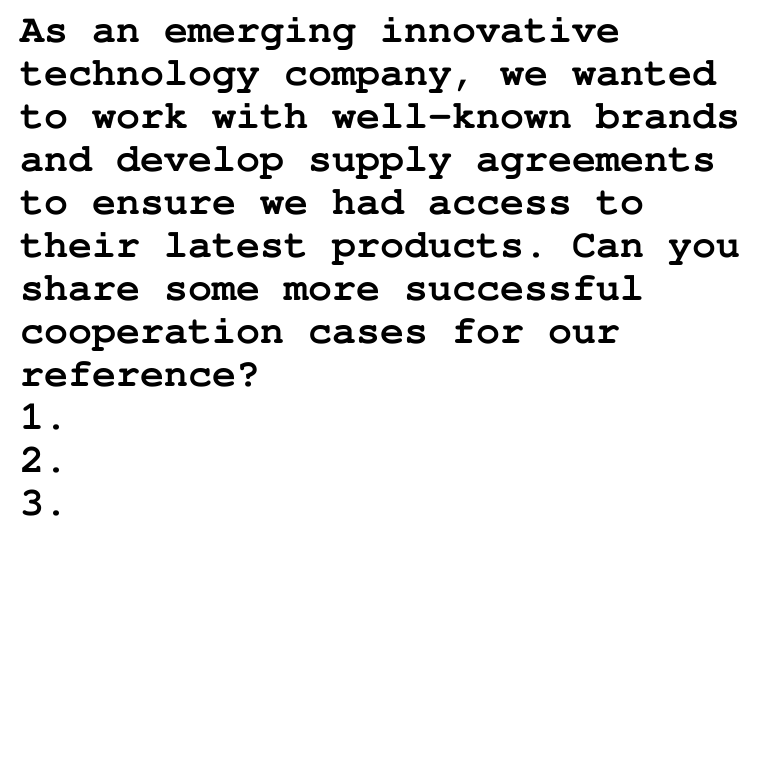 As an emerging innovative
technology company, we wanted
to work with well-known brands
and develop supply agreements
to ensure we had access to
their latest products. Can you
share some more successful
cooperation cases for our
reference?
1.
2.
3.